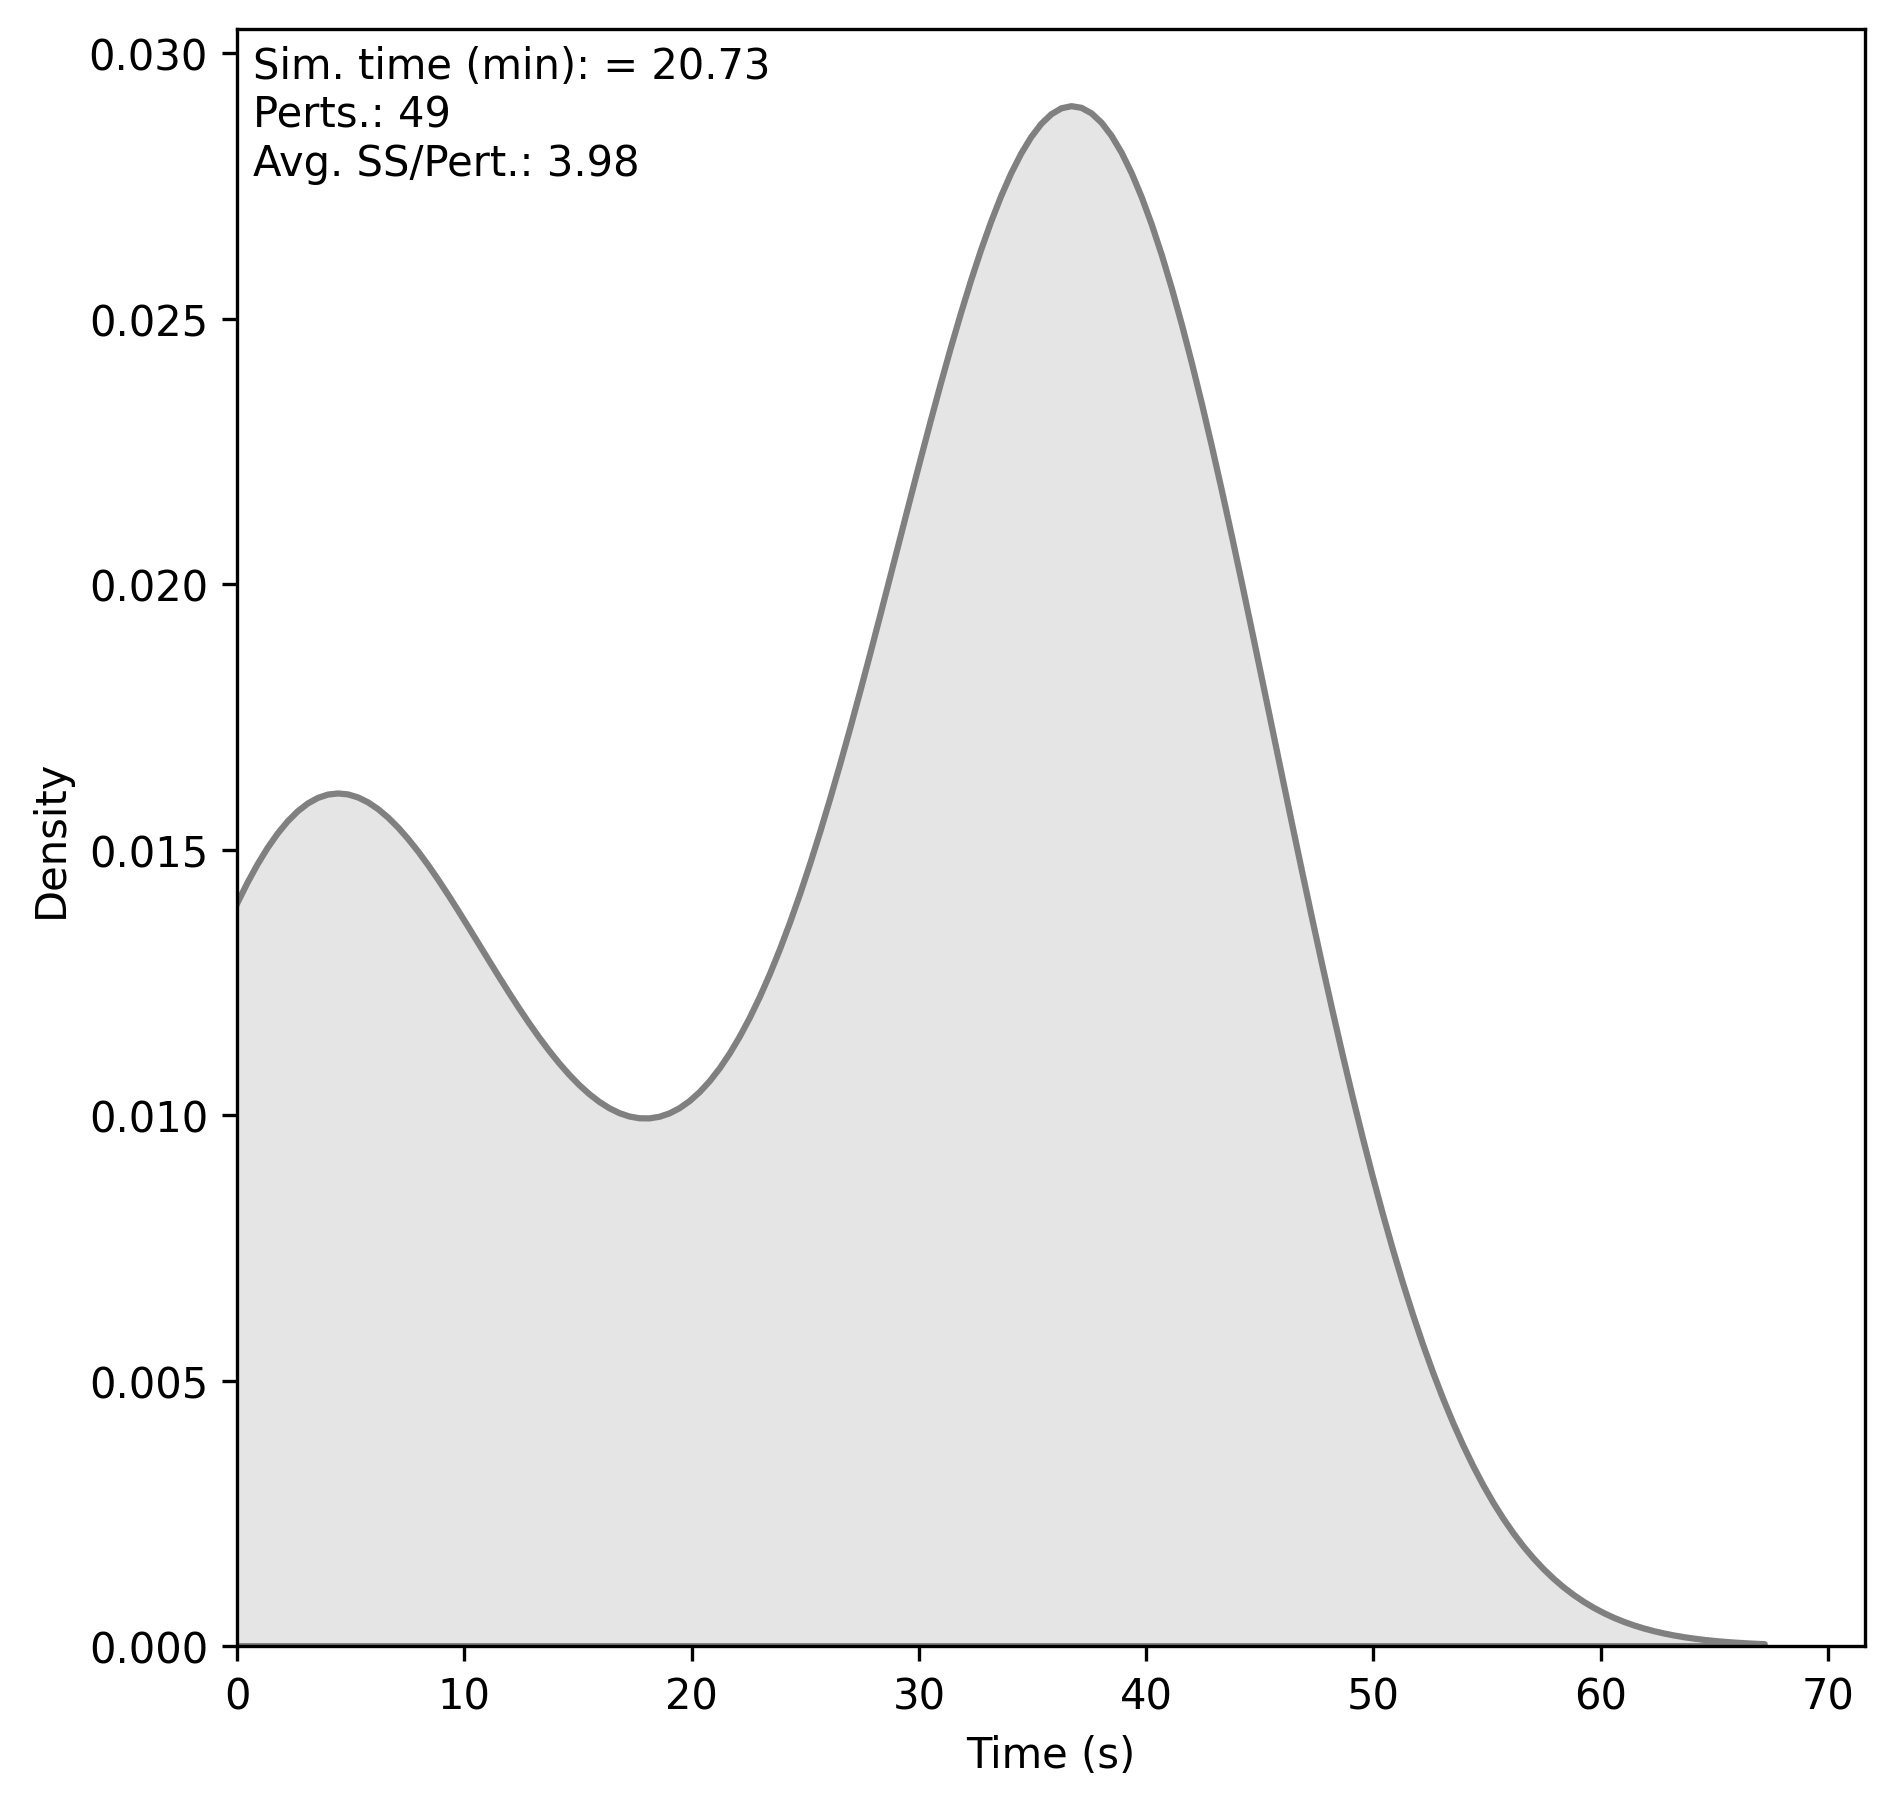 Sim. time (min): = 20.73
Perts.: 49
Avg. SS/Pert.: 3.98
0.030
0.025
0.020
0.015
0.010
0.005
0.000
Density
0 10 20 30 40 50 60 70
Time (s)